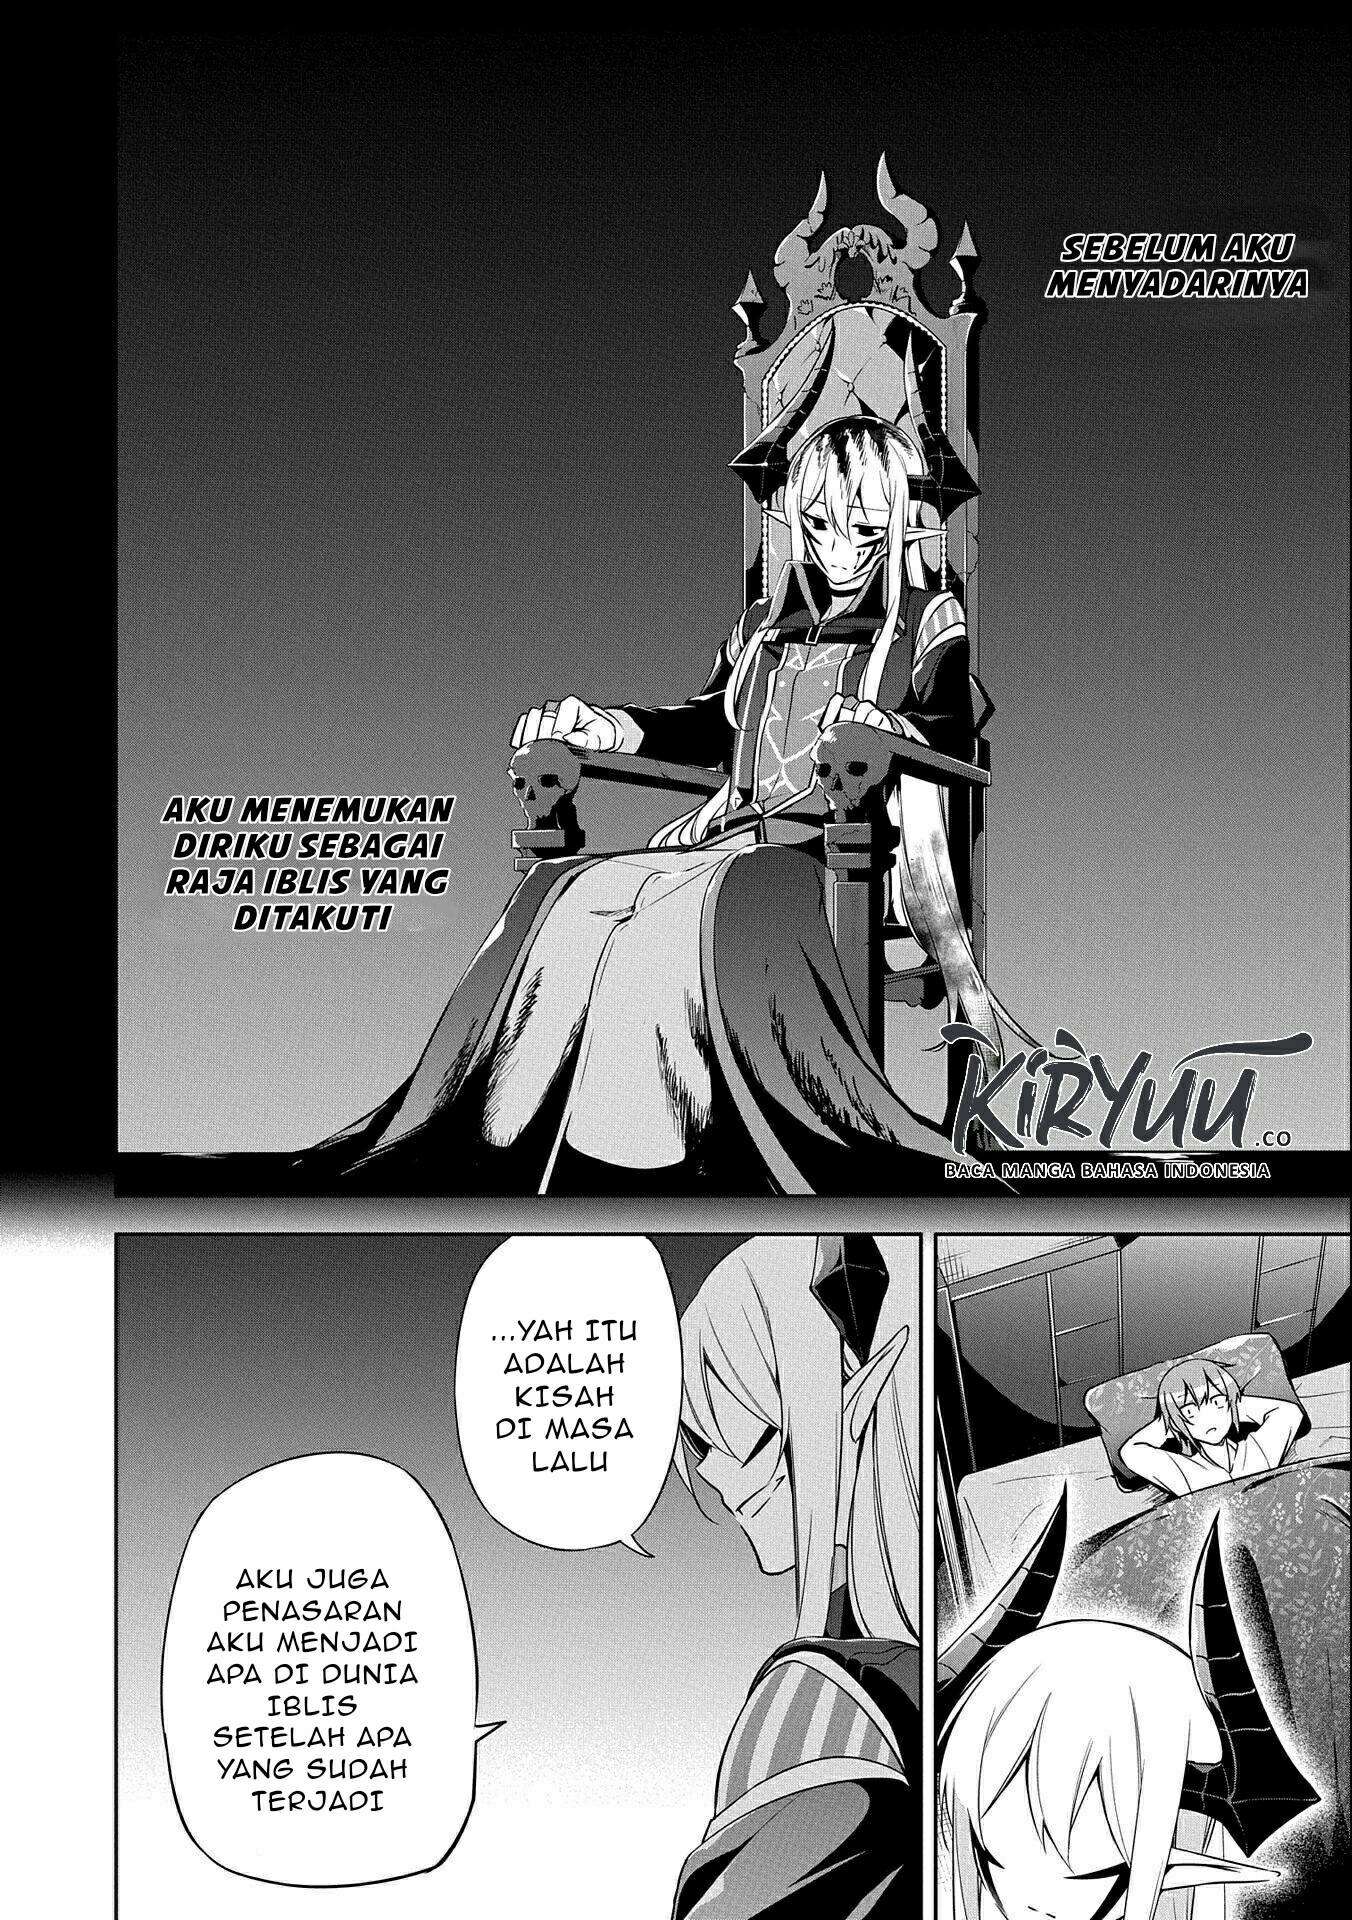 SEBELUM AKU
MENYADARINYA
AKU MENEMUKAN
DIRIKU SEBAGAI
RAJA IBLIS YANG
DITAKUTI
KIRYUU.CO
BACA MANGA BAHASA INDONESIA
...YAH ITU
ADALAH
KISAH
DI MASA
LALU
AKU JUGA
PENASARAN
AKU MENJADI
APA DI DUNIA
IBLIS
SETELAH APA
YANG SUDAH
TERJADI